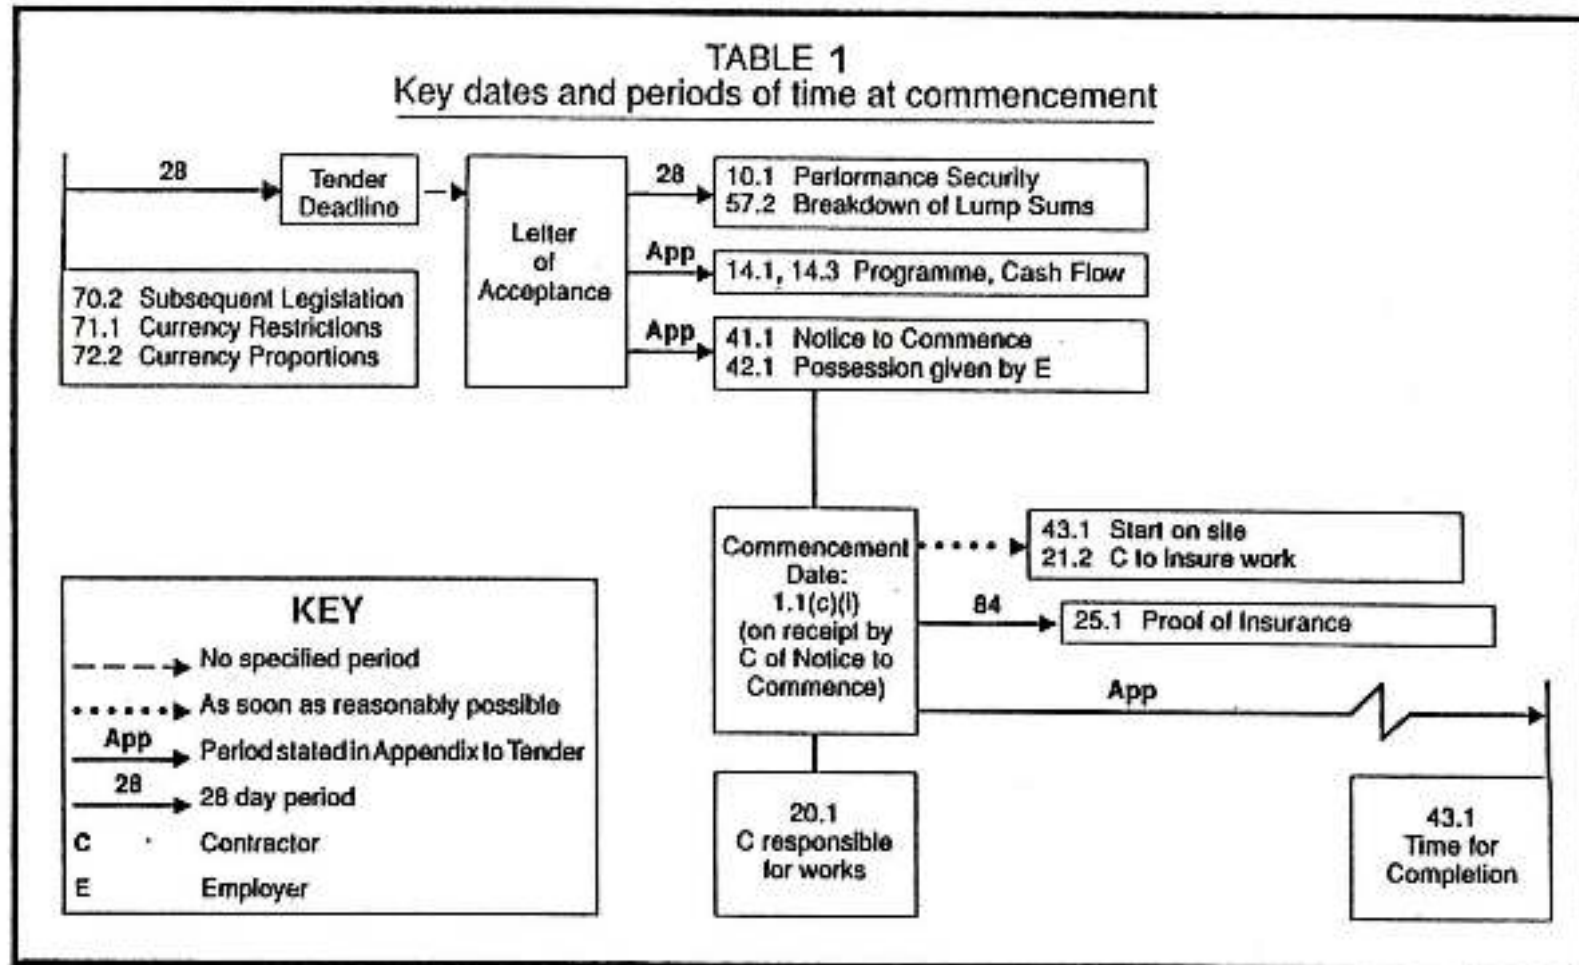 TABLE 1
Key dates and periods of time at commencement
28
Tender
Deadline
70.2 Subsequent Legislation
71.1 Currency Restrictions
72.2 Currency Proportions
Letter
of
Acceptance
28
10.1 Performance Security
57.2 Breakdown of Lump Sums
App
14.1, 14.3 Programme, Cash Flow
App
41.1 Notice to Commence
42.1 Possession given by E
Commencement
Date:
1.1(c)(i)
(on receipt by
C of Notice to
Commence)
43.1 Start on site
21.2 C to insure work
84
25.1 Proof of Insurance
App
20.1
C responsible
for works
43.1
Time for
Completion
KEY
No specified period
As soon as reasonably possible
App Period stated in Appendix to Tender
28 28 day period
C Contractor
E Employer